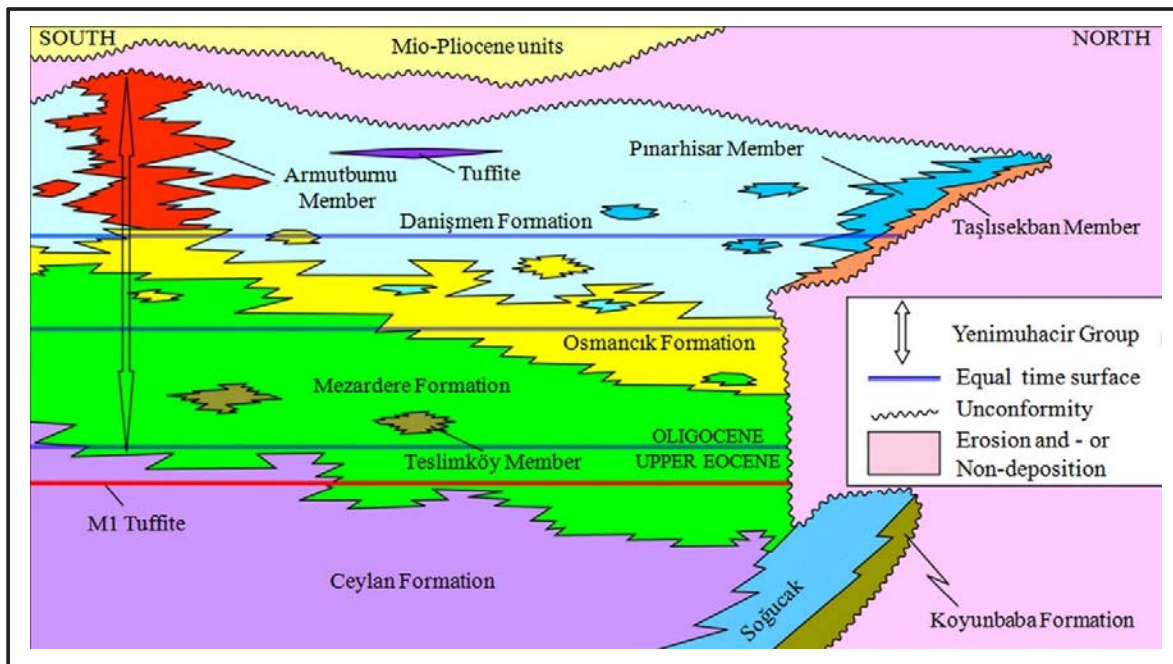 SOUTH
Mio-Pliocene units
NORTH
Pınarhisar Member
Armutburnu
Member
Tuffite
Danişmen Formation
Taşlısekban Member
Osmancık Formation
Mezardere Formation
OLIGOCENE
UPPER EOCENE
Teslimköy Member
M1 Tuffite
Ceylan Formation
Soğucak
Koyunbaba Formation
Yenimuhacir Group
Equal time surface
Unconformity
Erosion and - or
Non-deposition